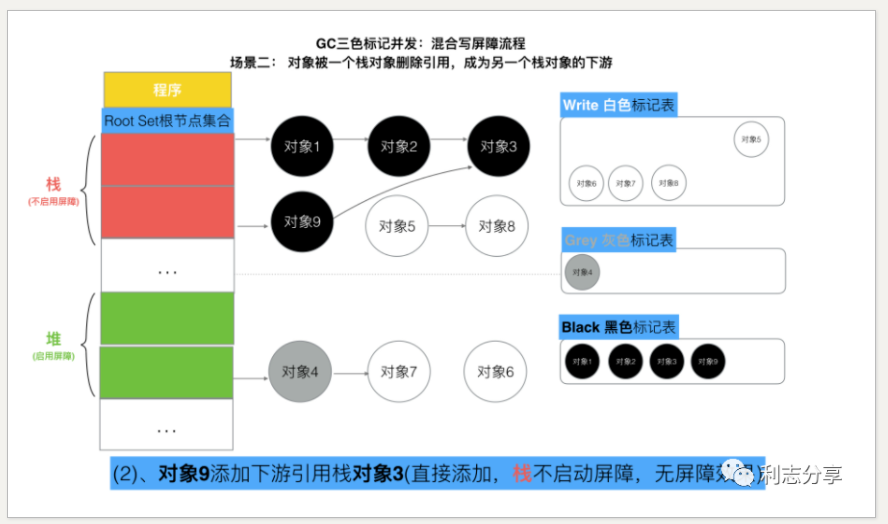 GC三色标记并发：混合写屏障流程
场景二： 对象被一个栈对象删除引用，成为另一个栈对象的下游
程序
Root Set根节点集合
栈
(不启用屏障)
...
堆
(启用屏障)
...
对象1
对象2
对象3
对象9
对象5
对象8
对象4
对象7
对象6
Write 白色标记表
对象5
对象6
对象7
对象8
Grey 灰色标记表
对象4
Black 黑色标记表
对象1
对象2
对象3
对象9
(2)、对象9添加下游引用栈对象3(直接添加，栈不启动屏障，无屏障效果)
利志分享